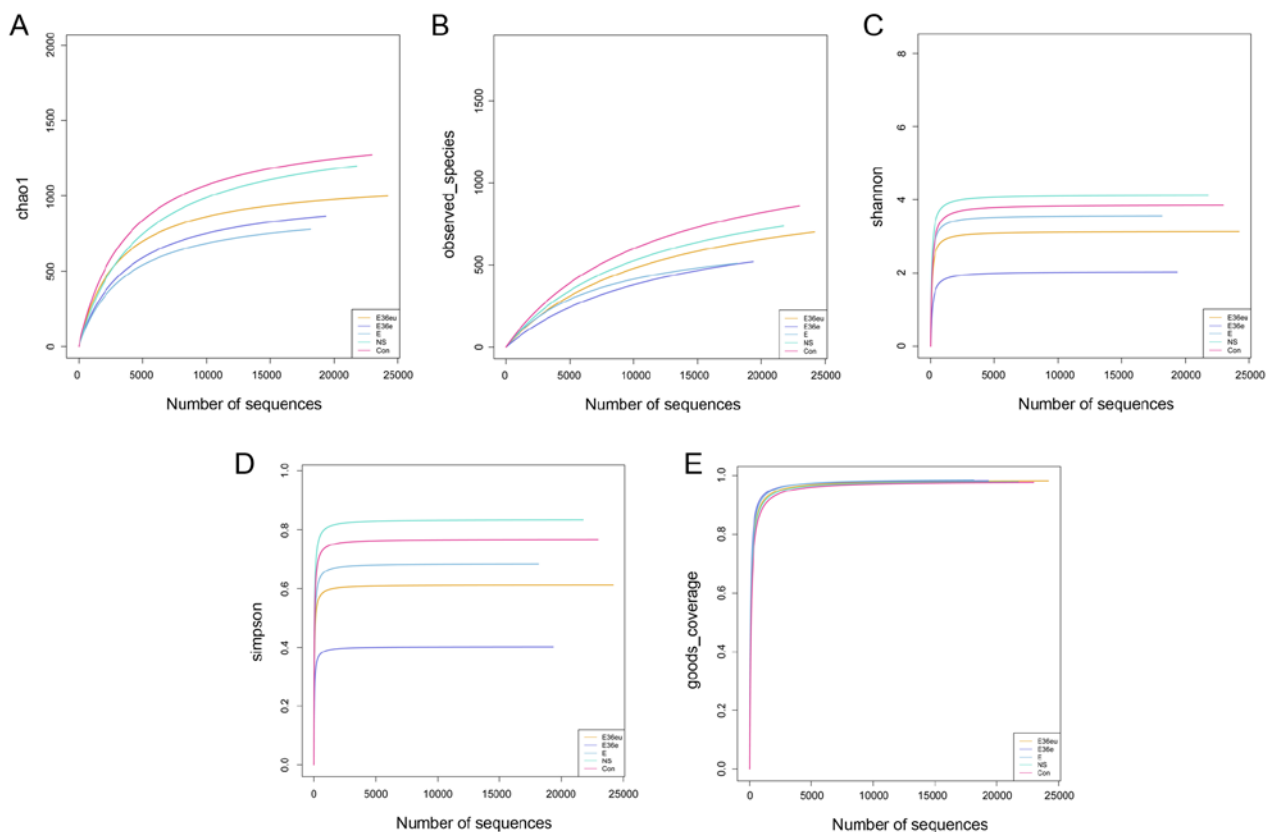 A
chao1
2000
1500
1000
500
0
0 5000 10000 15000 20000 25000
Number of sequences
E36eu
E36e
E
NS
Con
B
observed_species
1500
1000
500
0
0 5000 10000 15000 20000 25000
Number of sequences
E36eu
E36e
E
NS
Con
C
shannon
8
6
4
2
0
0 5000 10000 15000 20000 25000
Number of sequences
E36e
E
NS
Con
D
simpson
1.0
0.8
0.6
0.4
0.2
0.0
0 5000 10000 15000 20000 25000
Number of sequences
E36eu
E36e
E
NS
Con
E
goods_coverage
1.0
0.8
0.6
0.4
0.2
0.0
0 5000 10000 15000 20000 25000
Number of sequences
E36eu
E36e
E
NS
Con